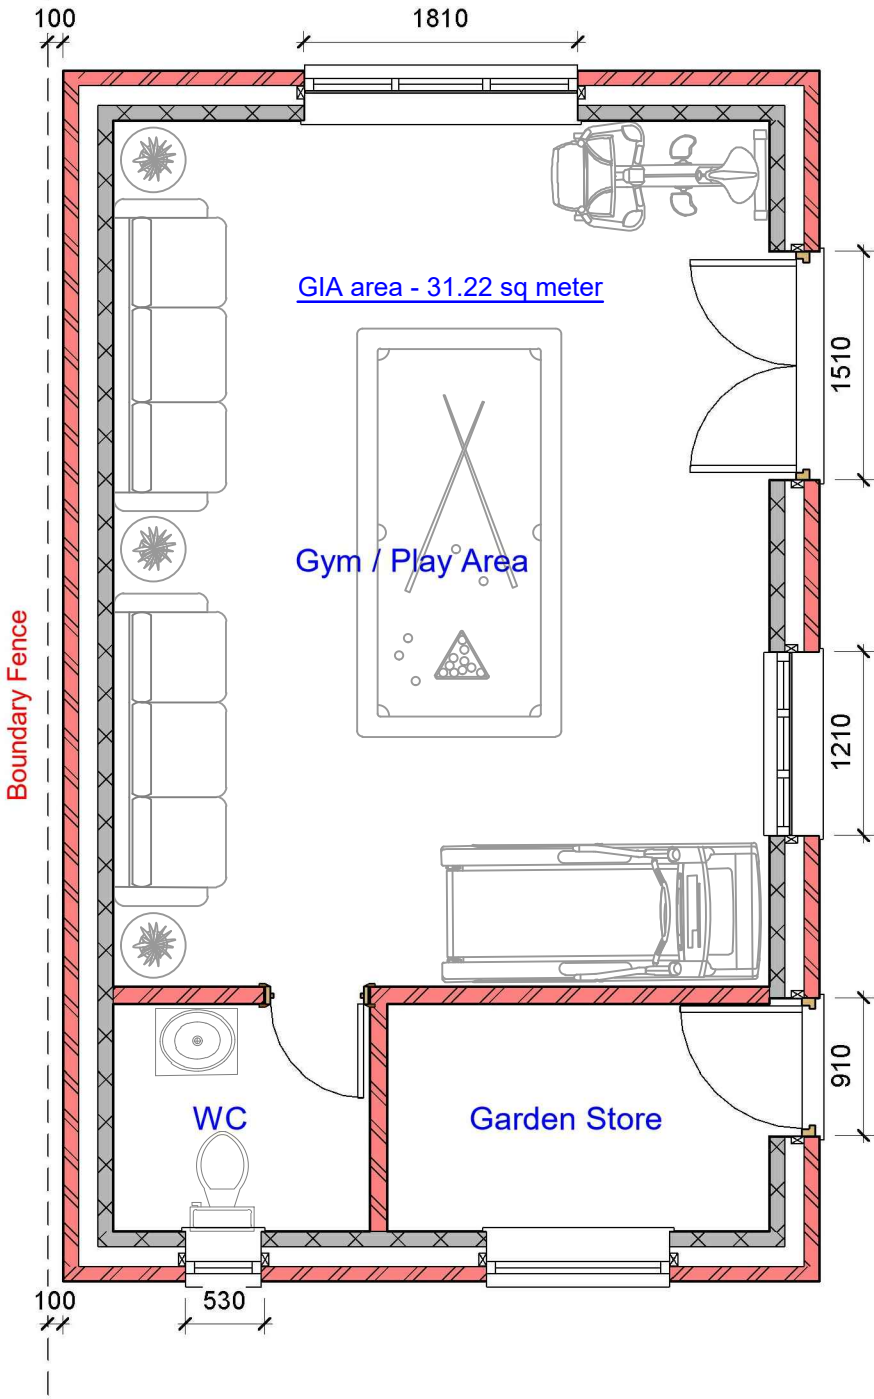 100
1810
GIA area - 31.22 sq meter
1510
Gym / Play Area
Boundary Fence
1210
910
WC
Garden Store
100
530